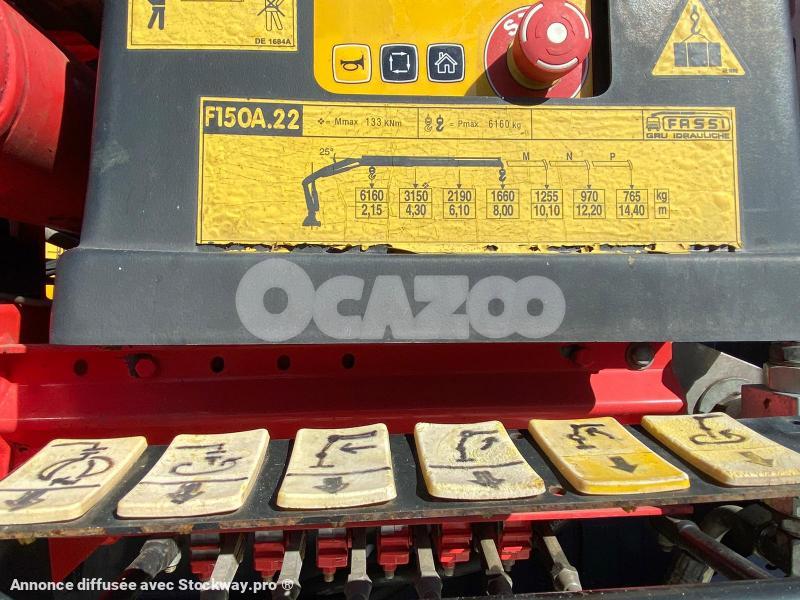 DE 1684A
F150A.22
= Mmax 133 KNm
= Pmax 6160 kg
FASSI
GRU IDRAULICHE
25°
M N P
6160 3150 2190 1660 1255 970 765 kg
2,15 4,30 6,10 8,00 10,10 12,20 14,40 m
OCAZOO
Annonce diffusée avec Stockway.pro ®